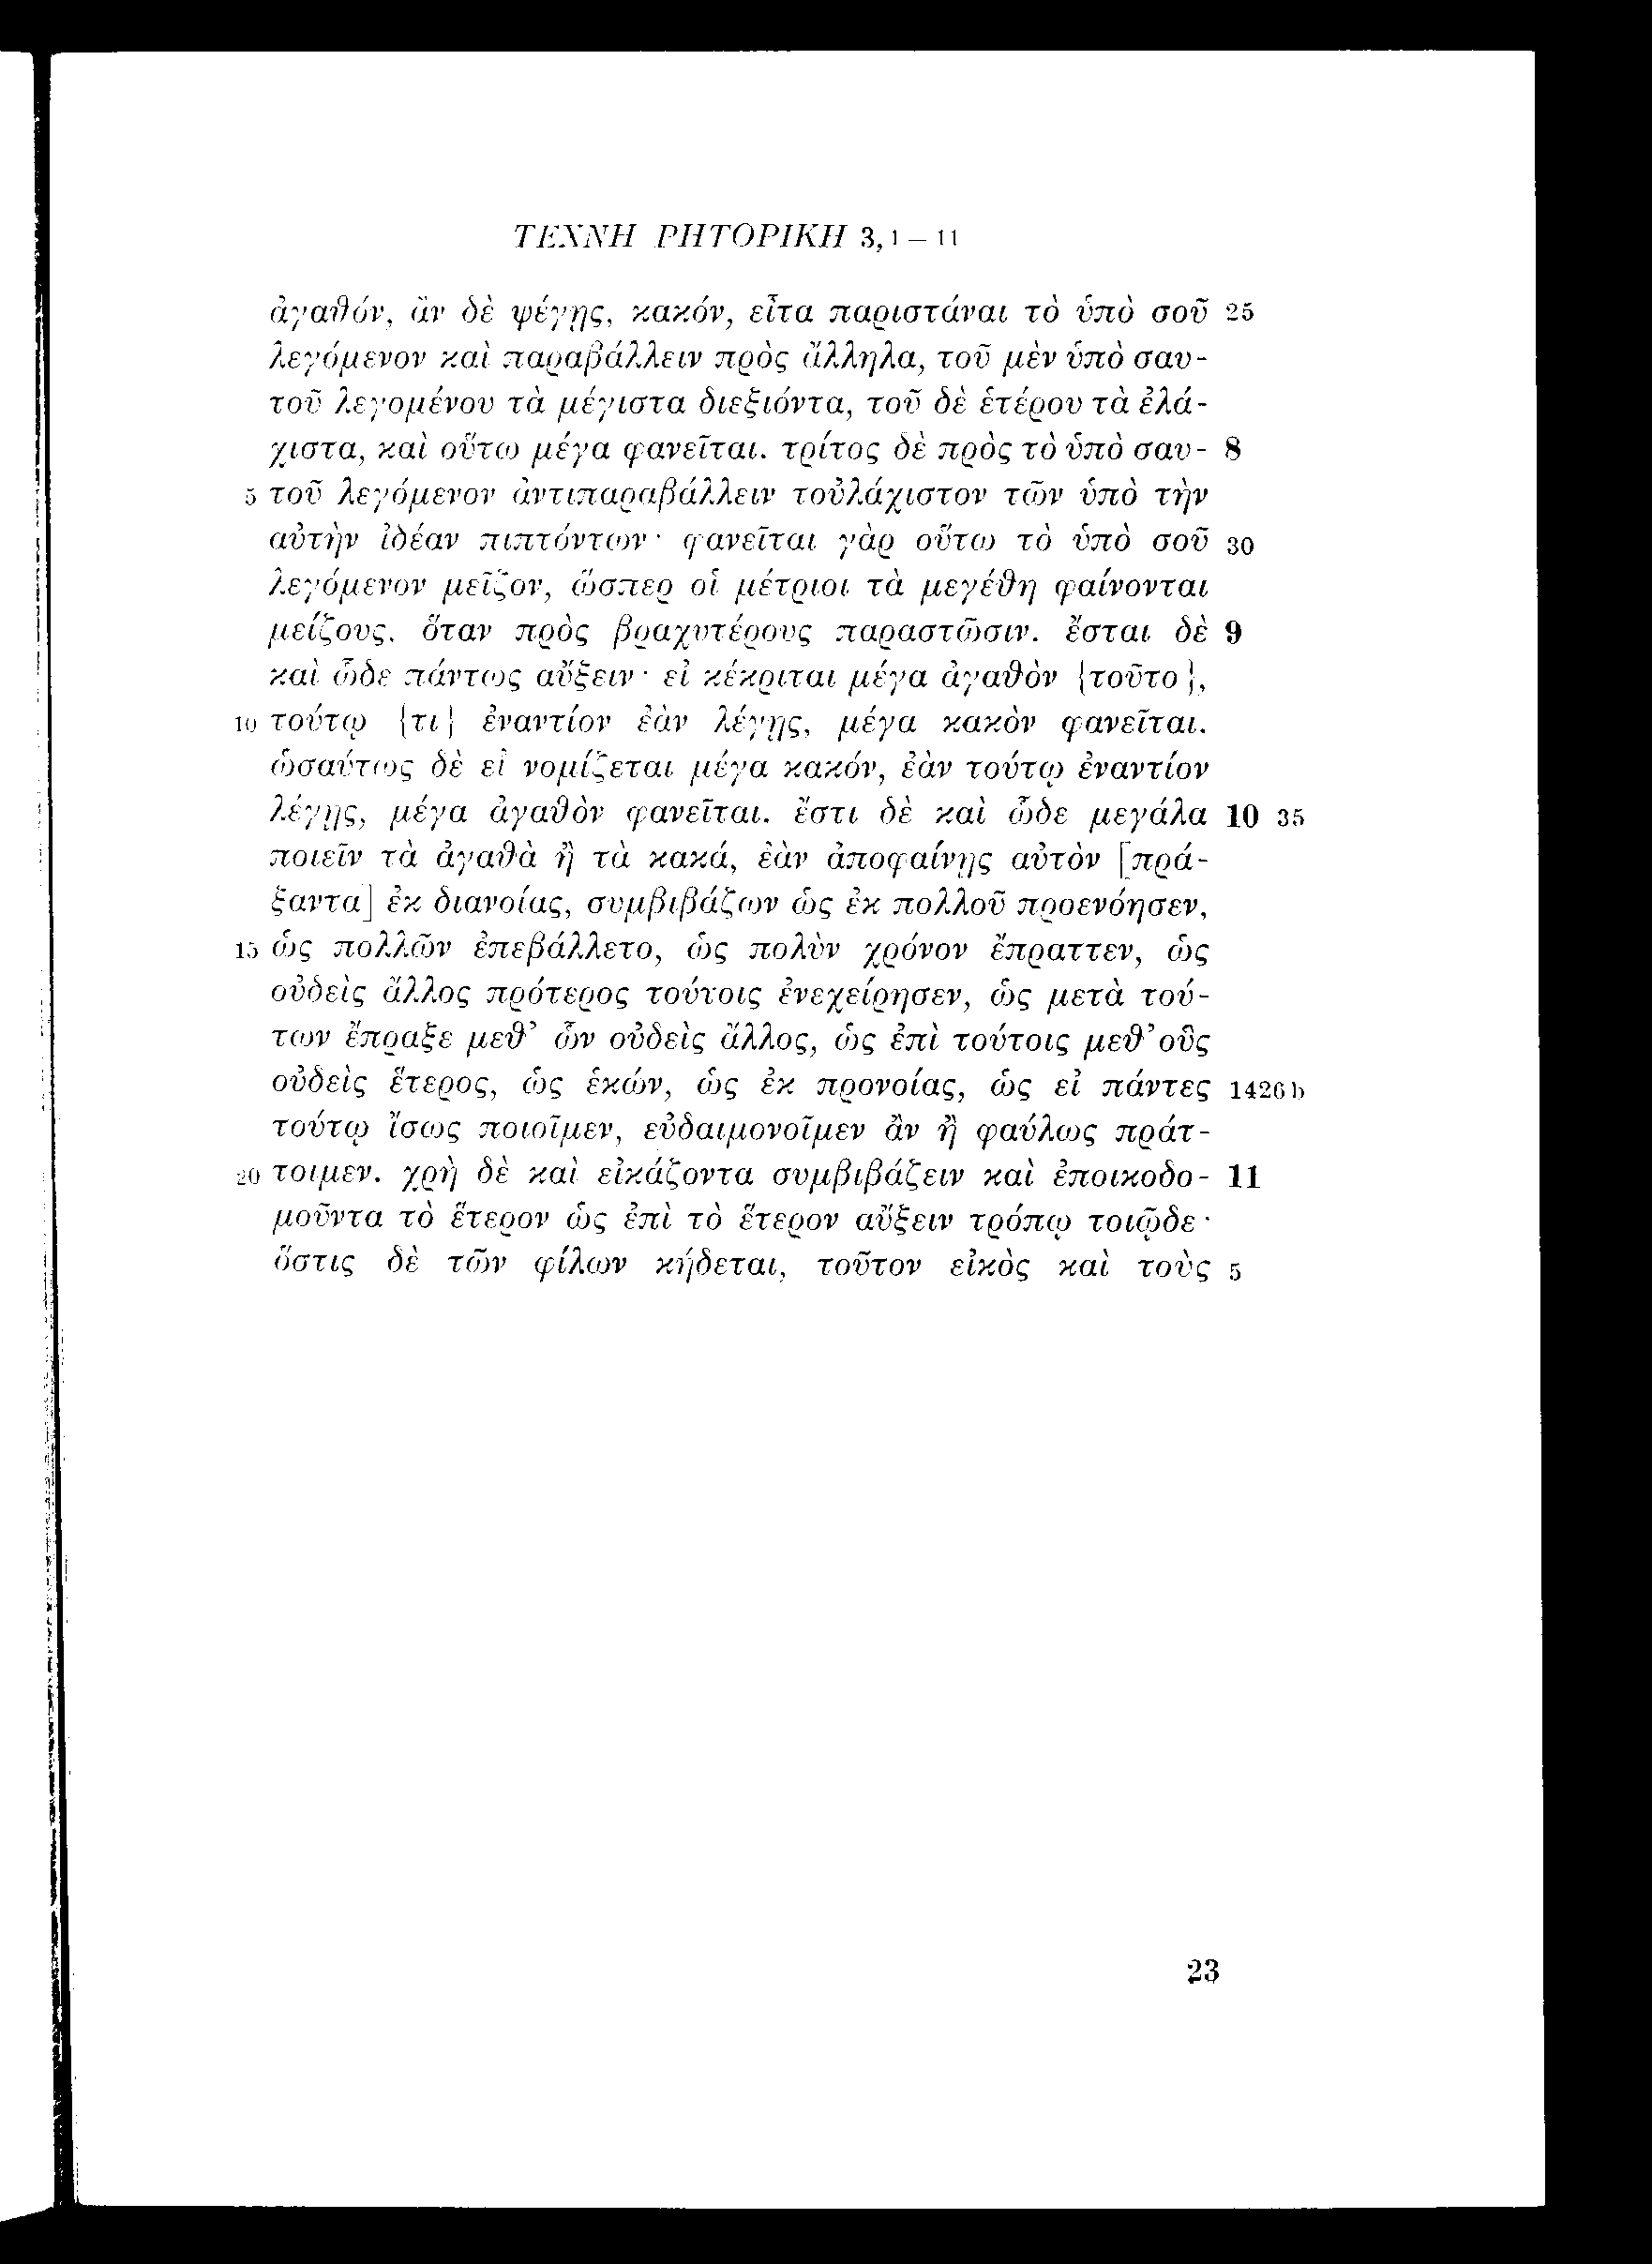 ΤΕΧΝΗ ΡΗΤΟΡΙΚΗ 3,1 – 11
ἀγαθόν, ἂν δὲ ψέγῃς, κακόν, εἶτα παριστάναι τὸ ὑπὸ σοῦ 25
λεγόμενον καὶ παραβάλλειν πρὸς ἄλληλα, τοῦ μὲν ὑπὸ σαυ-
τοῦ λεγομένου τὰ μέγιστα διεξιόντα, τοῦ δὲ ἑτέρου τὰ ἐλά-
χιστα, καὶ οὕτω μέγα φανεῖται. τρίτος δὲ πρὸς τὸ ὑπὸ σαυ- 8
5 τοῦ λεγόμενον ἀντιπαραβάλλειν τοὐλάχιστον τῶν ὑπὸ τὴν
αὐτὴν ἰδέαν πιπτόντων· φανεῖται γὰρ οὕτω τὸ ὑπὸ σοῦ 30
λεγόμενον μεῖζον, ὥσπερ οἱ μέτριοι τὰ μεγέθη φαίνονται
μείζους, ὅταν πρὸς βραχυτέρους παραστῶσιν. ἔσται δὲ 9
καὶ ὧδε πάντως αὔξειν· εἰ κέκριται μέγα ἀγαθὸν {τοῦτο},
10 τούτῳ {τι} ἐναντίον ἐὰν λέγῃς, μέγα κακὸν φανεῖται.
ὡσαύτως δὲ εἰ νομίζεται μέγα κακόν, ἐὰν τούτῳ ἐναντίον
λέγῃς, μέγα ἀγαθὸν φανεῖται. ἔστι δὲ καὶ ὧδε μεγάλα 10 35
ποιεῖν τὰ ἀγαθὰ ἢ τὰ κακά, ἐὰν ἀποφαίνῃς αὐτὸν [πρά-
ξαντα] ἐκ διανοίας, συμβιβάζων ὡς ἐκ πολλοῦ προενόησεν,
15 ὡς πολλῶν ἐπεβάλλετο, ὡς πολὺν χρόνον ἔπραττεν, ὡς
οὐδεὶς ἄλλος πρότερος τούτοις ἐνεχείρησεν, ὡς μετὰ τού-
των ἔπραξε μεθ’ ὧν οὐδεὶς ἄλλος, ὡς ἐπὶ τούτοις μεθ’ οὓς
οὐδεὶς ἕτερος, ὡς ἑκών, ὡς ἐκ προνοίας, ὡς εἰ πάντες 1426 b
τούτῳ ἴσως ποιοῖμεν, εὐδαιμονοῖμεν ἂν ἢ φαύλως πράτ-
20 τοιμεν. χρὴ δὲ καὶ εἰκάζοντα συμβιβάζειν καὶ ἐποικοδο- 11
μοῦντα τὸ ἕτερον ὡς ἐπὶ τὸ ἕτερον αὔξειν τρόπῳ τοιῷδε·
ὅστις δὲ τῶν φίλων κήδεται, τοῦτον εἰκὸς καὶ τοὺς 5
23